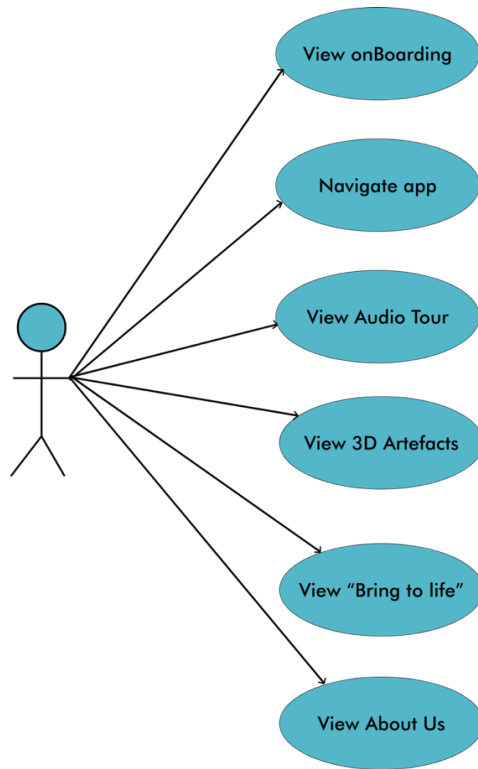 View onBoarding
Navigate app
View Audio Tour
View 3D Artefacts
View “Bring to life”
View About Us